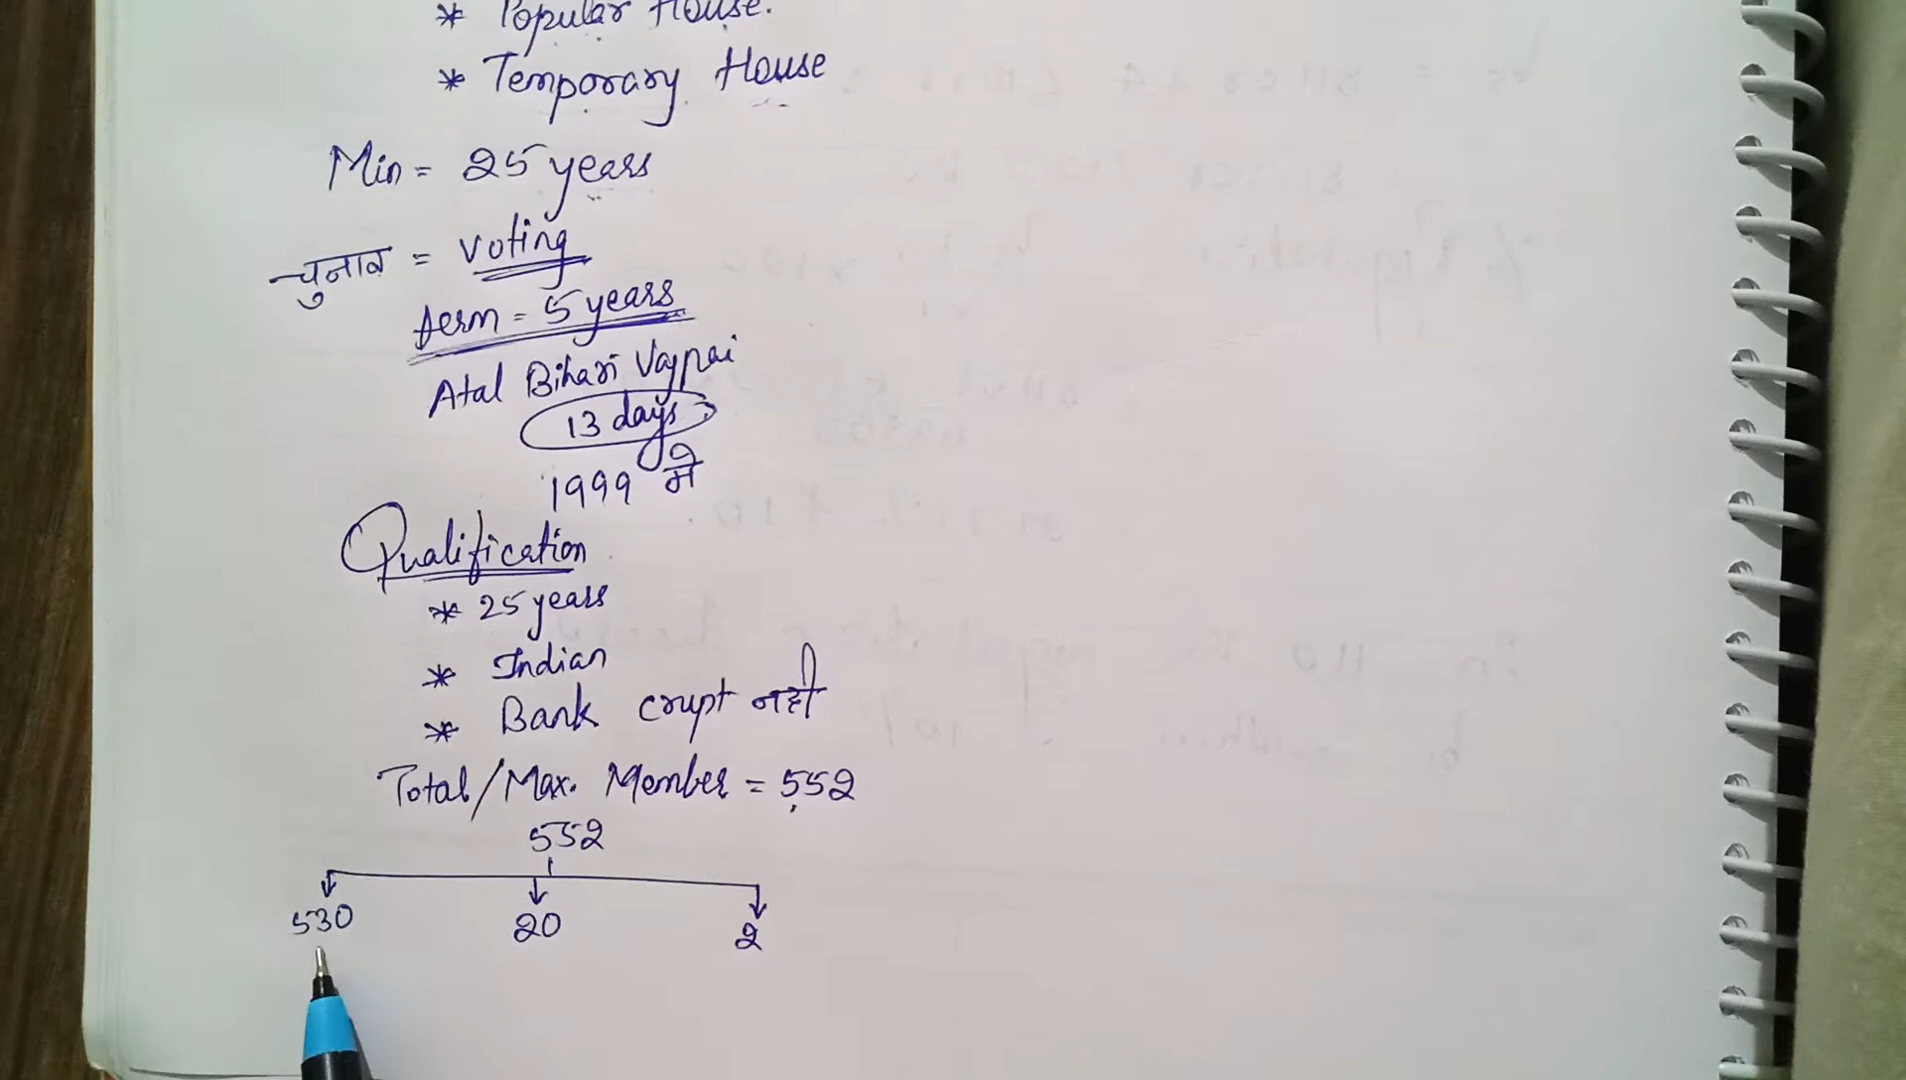 * Popular House.
* Temporary House
Min = 25 years
चुनाव = voting
term = 5 years
Atal Bihari Vajpai
13 days
1999 मे
Qualification
* 25 years
* Indian
* Bank crupt नही
Total/Max. Member = 552
552
530 20 2